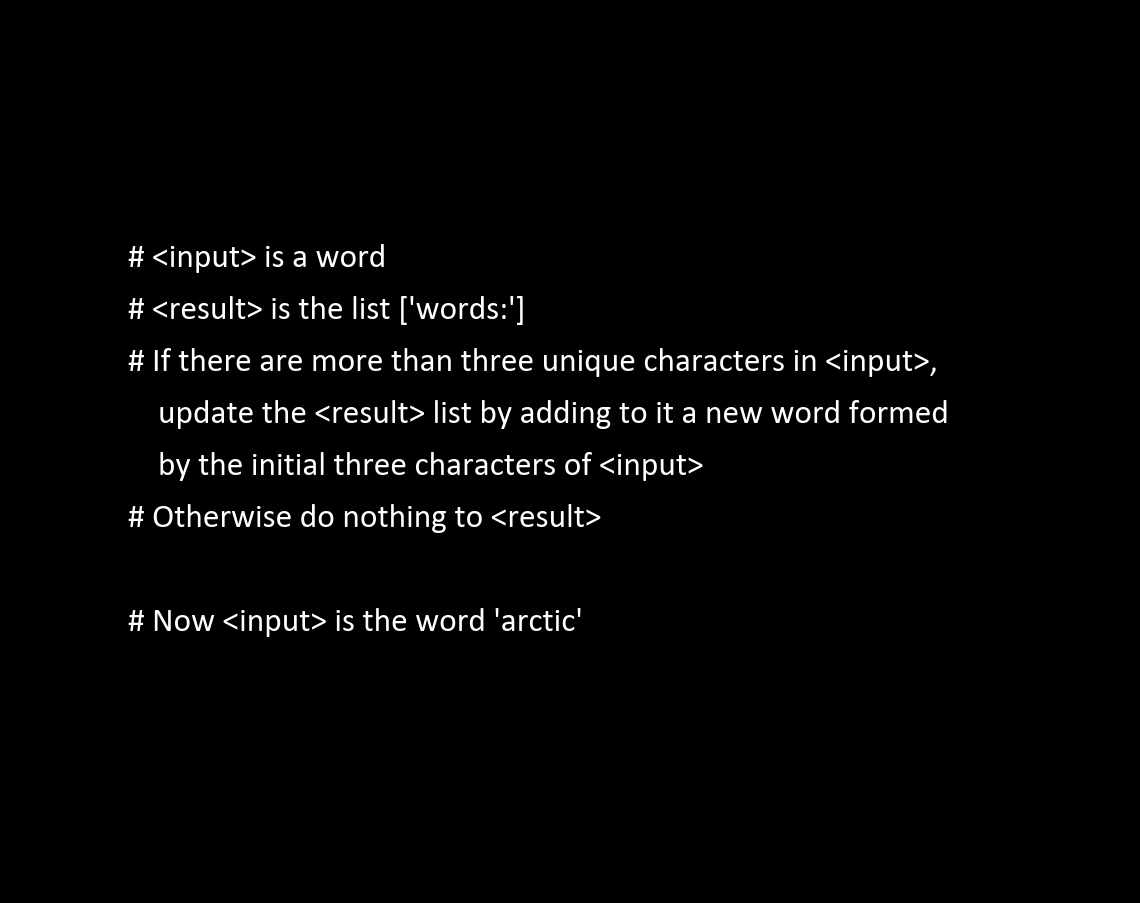 # <input> is a word
# <result> is the list ['words:']
# If there are more than three unique characters in <input>,
update the <result> list by adding to it a new word formed
by the initial three characters of <input>
# Otherwise do nothing to <result>
# Now <input> is the word 'arctic'